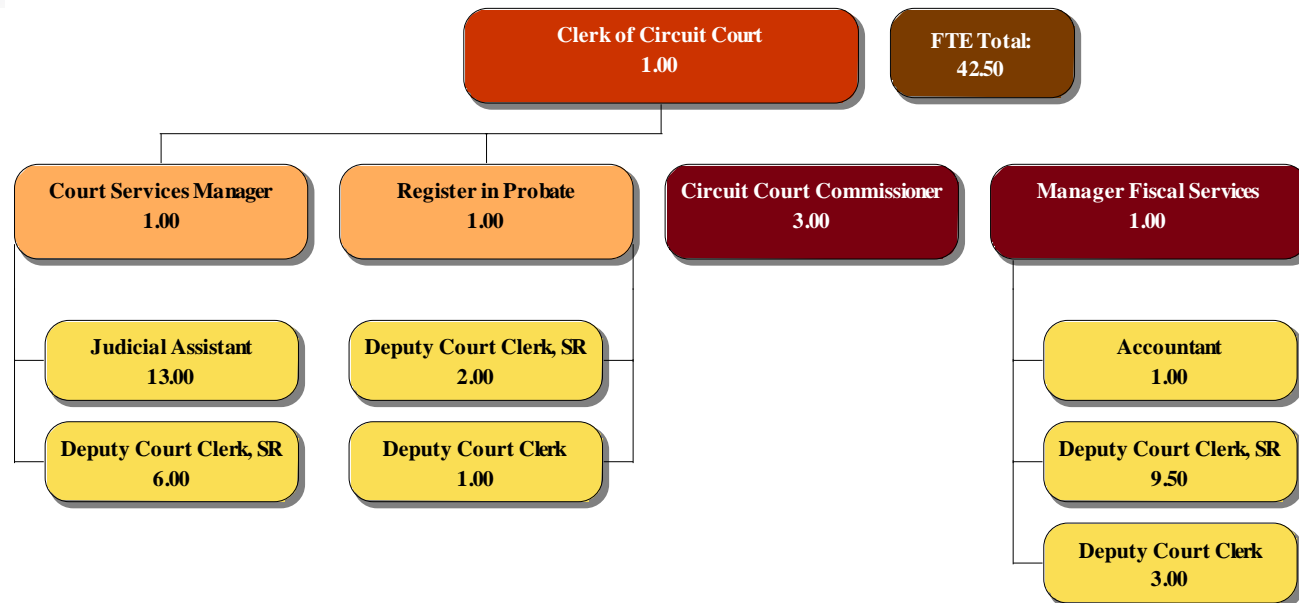 Clerk of Circuit Court
1.00
FTE Total:
42.50
Court Services Manager
1.00
Register in Probate
1.00
Circuit Court Commissioner
3.00
Manager Fiscal Services
1.00
Judicial Assistant
13.00
Deputy Court Clerk, SR
2.00
Accountant
1.00
Deputy Court Clerk, SR
6.00
Deputy Court Clerk
1.00
Deputy Court Clerk, SR
9.50
Deputy Court Clerk
3.00